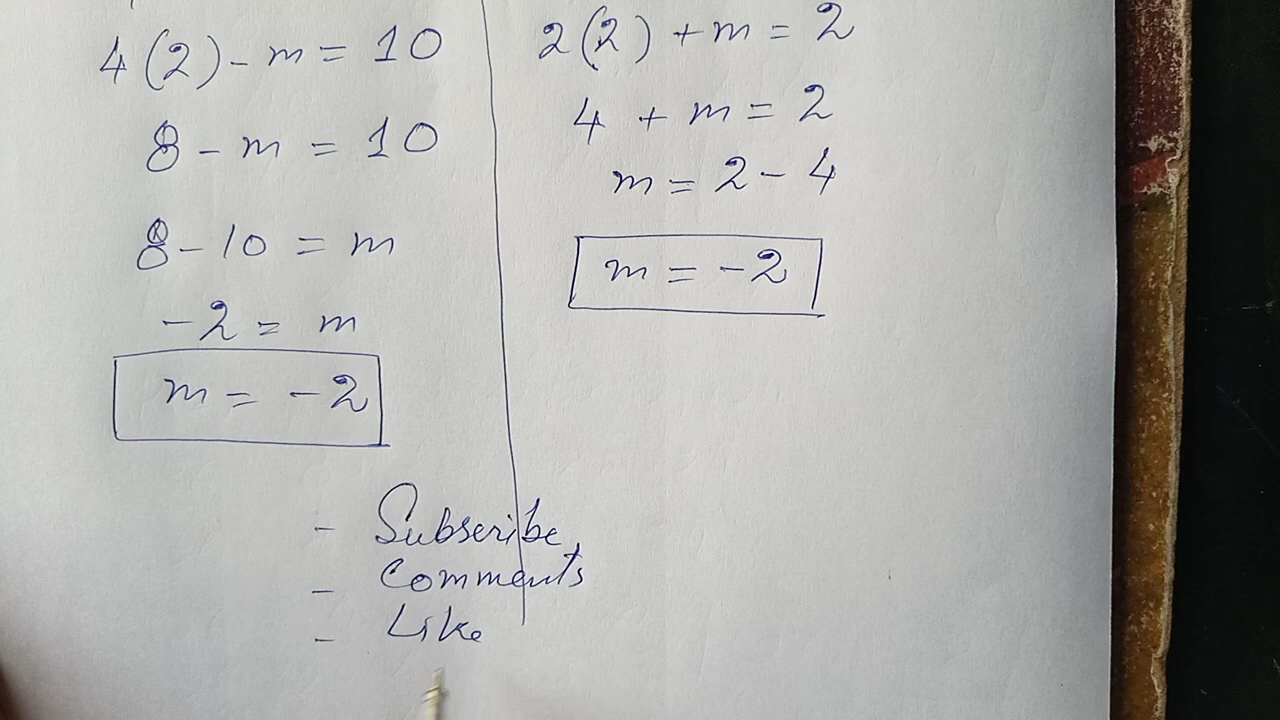 4(2) - m = 10
8 - m = 10
8 - 10 = m
-2 = m
m = -2
2(2) + m = 2
4 + m = 2
m = 2 - 4
m = -2
- Subscribe
- Comments
- Like